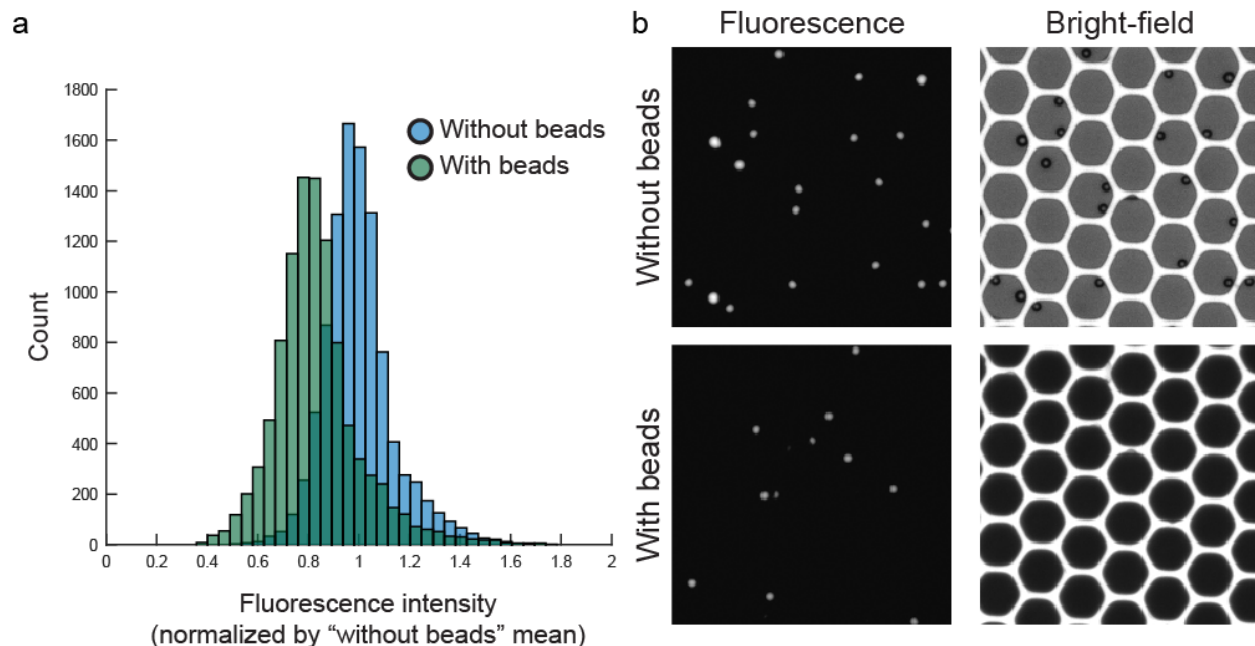 a
1800
1600
1400
1200
1000
800
600
400
200
0
Count
Without beads
With beads
0 0.2 0.4 0.6 0.8 1 1.2 1.4 1.6 1.8 2
Fluorescence intensity
(normalized by “without beads” mean)
b
Fluorescence Bright-field
Without beads
With beads